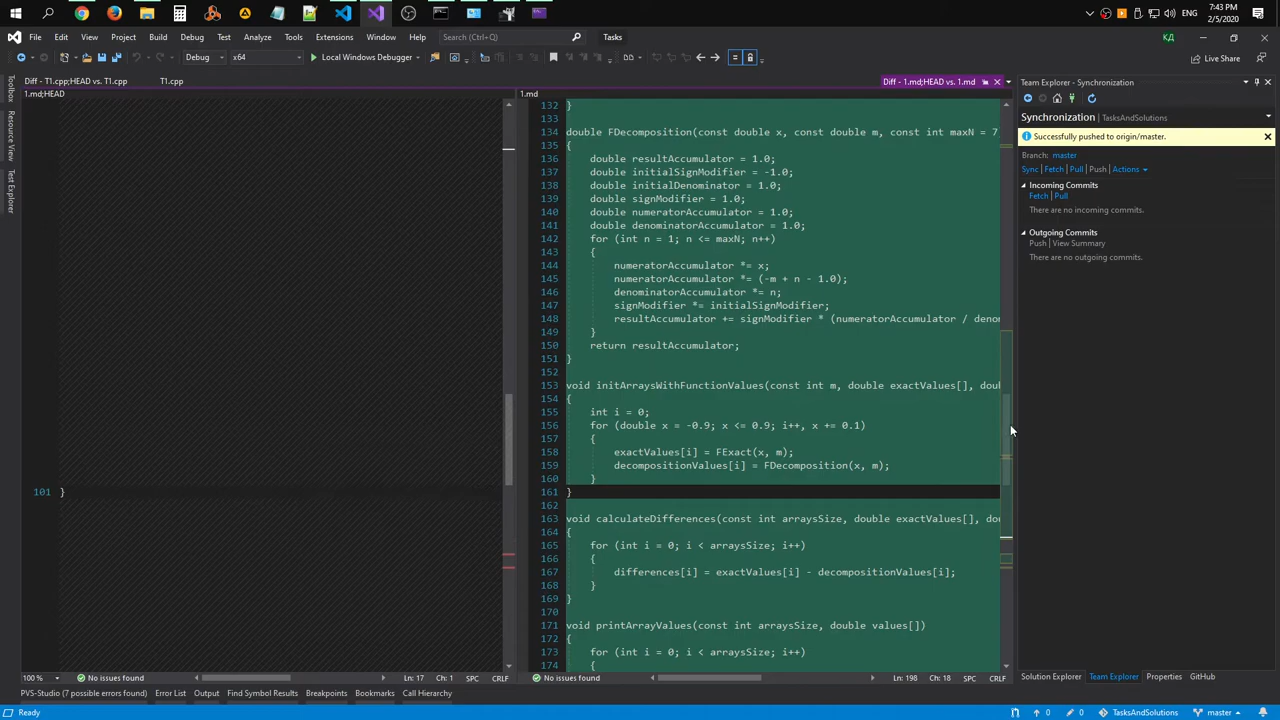 7:43 PM
ENG
2/5/2020
File Edit View Project Build Debug Team Test Analyze Tools Extensions Window Help Search (Ctrl+Q) Tasks КД
Debug x64 Local Windows Debugger Live Share
Diff - T1.cpp;HEAD vs. T1.cpp T1.cpp Diff - 1.md;HEAD vs. 1.md
1.md;HEAD 1.md
Toolbox
Resource View
Test Explorer
101 }
132 }
133
134 double FDecomposition(const double x, const double m, const int maxN = 7
135 {
136 double resultAccumulator = 1.0;
137 double initialSignModifier = -1.0;
138 double initialDenominator = 1.0;
139 double signModifier = 1.0;
140 double numeratorAccumulator = 1.0;
141 double denominatorAccumulator = 1.0;
142 for (int n = 1; n <= maxN; n++)
143 {
144 numeratorAccumulator *= x;
145 numeratorAccumulator *= (-m + n - 1.0);
146 denominatorAccumulator *= n;
147 signModifier *= initialSignModifier;
148 resultAccumulator += signModifier * (numeratorAccumulator / deno
149 }
150 return resultAccumulator;
151 }
152
153 void initArraysWithFunctionValues(const int m, double exactValues[], dou
154 {
155 int i = 0;
156 for (double x = -0.9; x <= 0.9; i++, x += 0.1)
157 {
158 exactValues[i] = FExact(x, m);
159 decompositionValues[i] = FDecomposition(x, m);
160 }
161 }
162
163 void calculateDifferences(const int arraysSize, double exactValues[], dou
164 {
165 for (int i = 0; i < arraysSize; i++)
166 {
167 differences[i] = exactValues[i] - decompositionValues[i];
168 }
169 }
170
171 void printArrayValues(const int arraysSize, double values[])
172 {
173 for (int i = 0; i < arraysSize; i++)
174 {
Team Explorer - Synchronization
Synchronization | TasksAndSolutions
Successfully pushed to origin/master.
Branch: master
Sync | Fetch | Pull | Push | Actions
Incoming Commits
Fetch | Pull
There are no incoming commits.
Outgoing Commits
Push | View Summary
There are no outgoing commits.
100 % No issues found Ln: 17 Ch: 1 SPC CRLF
No issues found Ln: 198 Ch: 18 SPC CRLF
Solution Explorer Team Explorer Properties GitHub
PVS-Studio (7 possible errors found) Error List Output Find Symbol Results Breakpoints Bookmarks Call Hierarchy
Ready 0 0 TasksAndSolutions master